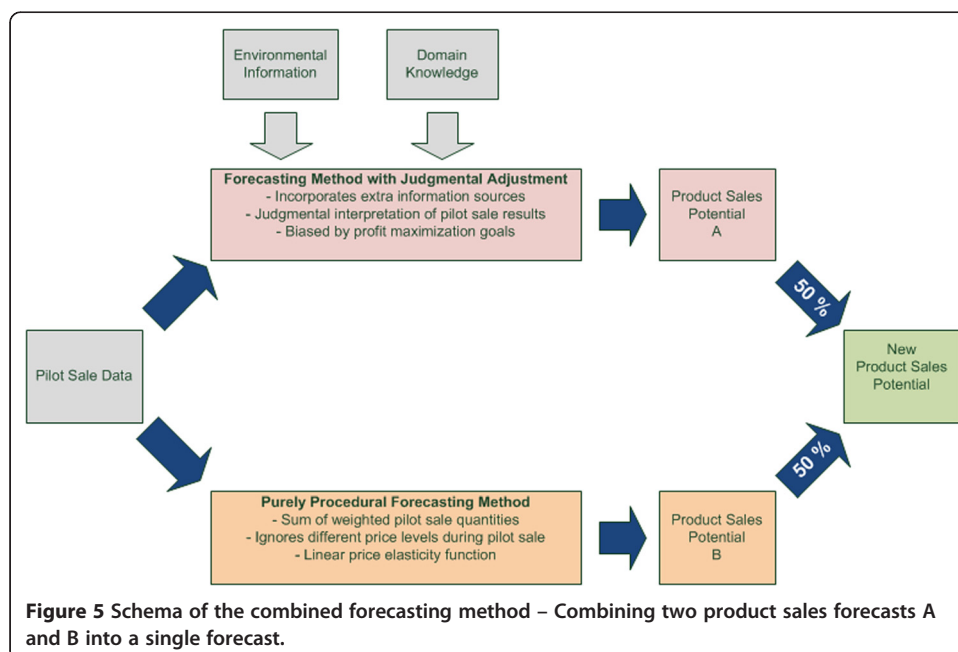 Environmental
Information
Domain
Knowledge
Forecasting Method with Judgmental Adjustment
- Incorporates extra information sources
- Judgmental interpretation of pilot sale results
- Biased by profit maximization goals
Product Sales
Potential
A
50 %
Pilot Sale Data
New
Product Sales
Potential
Purely Procedural Forecasting Method
- Sum of weighted pilot sale quantities
- Ignores different price levels during pilot sale
- Linear price elasticity function
Product Sales
Potential
B
50 %
Figure 5 Schema of the combined forecasting method – Combining two product sales forecasts A
and B into a single forecast.